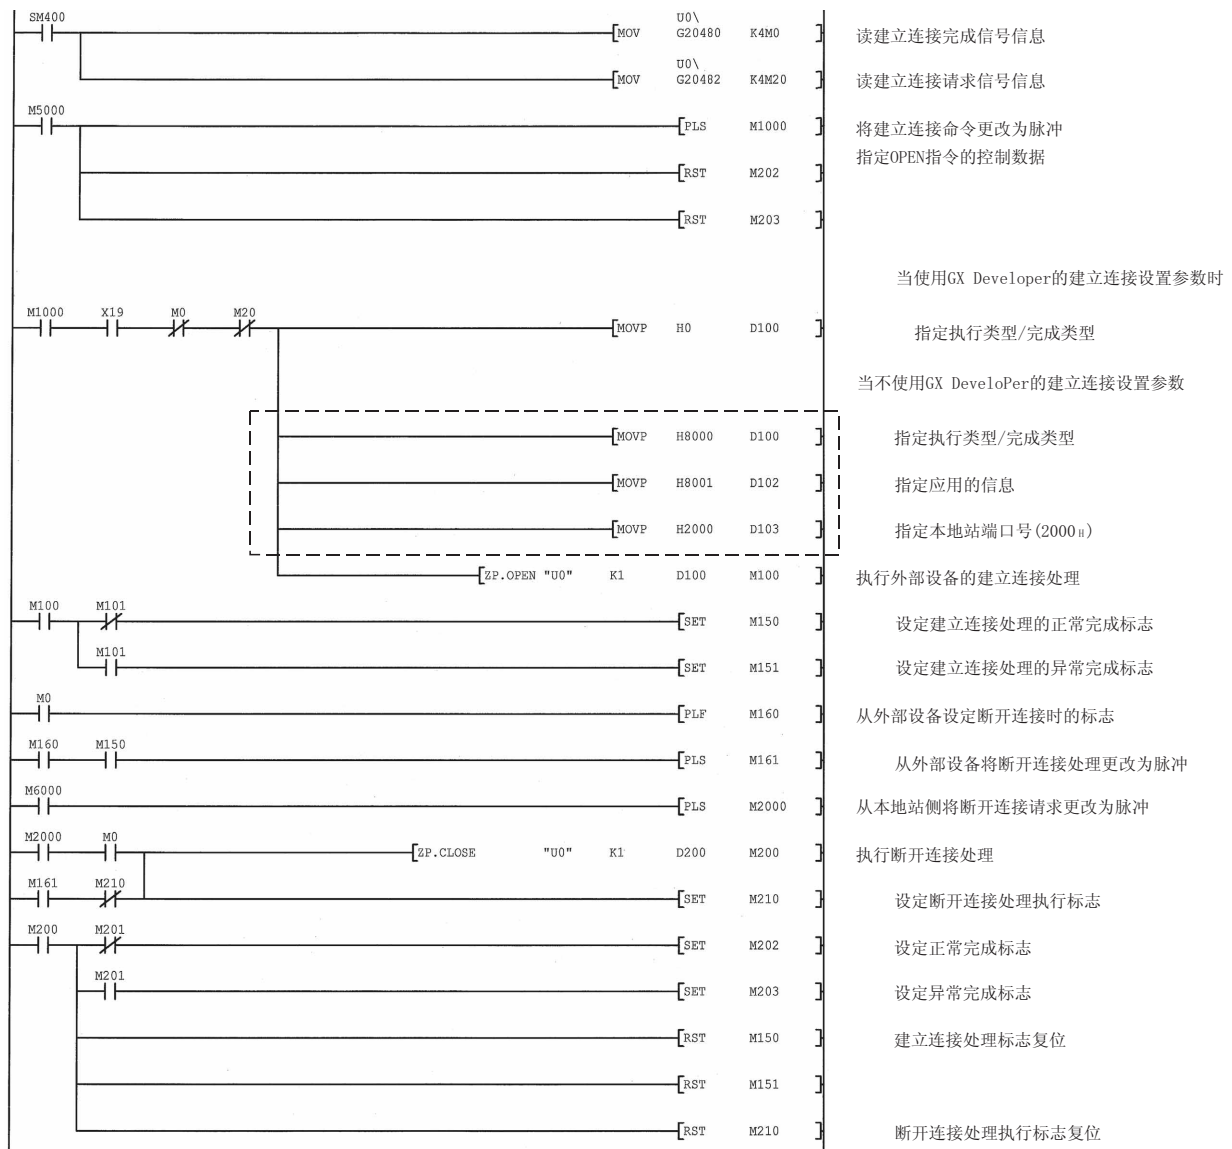 SM400
MOV U0\ G20480 K4M0 读建立连接完成信号信息
MOV U0\ G20482 K4M20 读建立连接请求信号信息
M5000
PLS M1000 将建立连接命令更改为脉冲
指定OPEN指令的控制数据
RST M202
RST M203
当使用GX Developer的建立连接设置参数时
M1000 X19 M0 M20
MOVP H0 D100 指定执行类型/完成类型
当不使用GX DeveloPer的建立连接设置参数
MOVP H8000 D100 指定执行类型/完成类型
MOVP H8001 D102 指定应用的信息
MOVP H2000 D103 指定本地站端口号(2000H)
ZP.OPEN "U0" K1 D100 M100 执行外部设备的建立连接处理
M100 M101
SET M150 设定建立连接处理的正常完成标志
M101
SET M151 设定建立连接处理的异常完成标志
M0
PLF M160 从外部设备设定断开连接时的标志
M160 M150
PLS M161 从外部设备将断开连接处理更改为脉冲
M6000
PLS M2000 从本地站侧将断开连接请求更改为脉冲
M2000 M0
ZP.CLOSE "U0" K1 D200 M200 执行断开连接处理
M161 M210
SET M210 设定断开连接处理执行标志
M200 M201
SET M202 设定正常完成标志
M201
SET M203 设定异常完成标志
RST M150 建立连接处理标志复位
RST M151
RST M210 断开连接处理执行标志复位